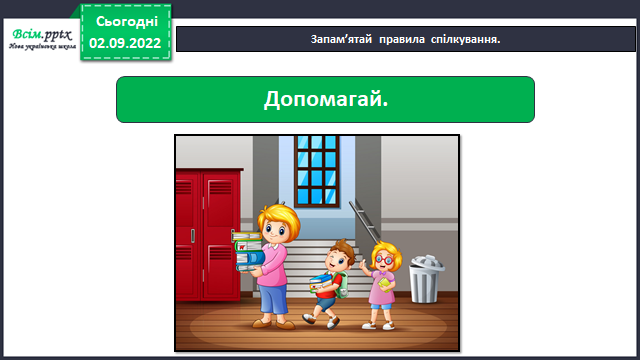 Всім.pptx
Нова українська школа
Сьогодні
02.09.2022
Запам’ятай правила спілкування.
Допомагай.